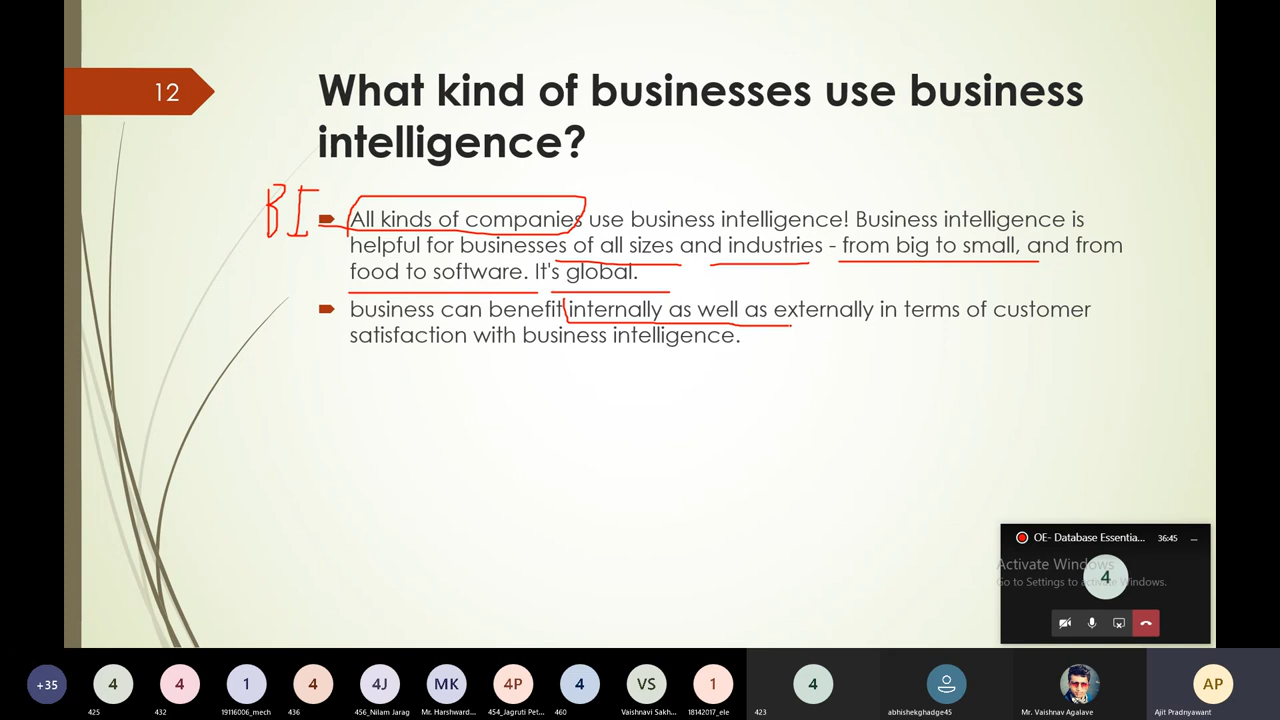 12
What kind of businesses use business
intelligence?
BI
All kinds of companies use business intelligence! Business intelligence is
helpful for businesses of all sizes and industries - from big to small, and from
food to software. It's global.
business can benefit internally as well as externally in terms of customer
satisfaction with business intelligence.
OE- Database Essentia... 36:45
Activate Windows
Go to Settings to activate Windows.
4
+35 4 4 1 4 4J MK 4P 4 VS 1 4 AP
425 432 19116006_mech 436 456_Nilam Jarag Mr. Harshward... 454_Jagruti Pet... 460 Vaishnavi Sakh... 18142017_ele 423 abhishekghadge45 Mr. Vaishnav Agalave Ajit Pradnyawant